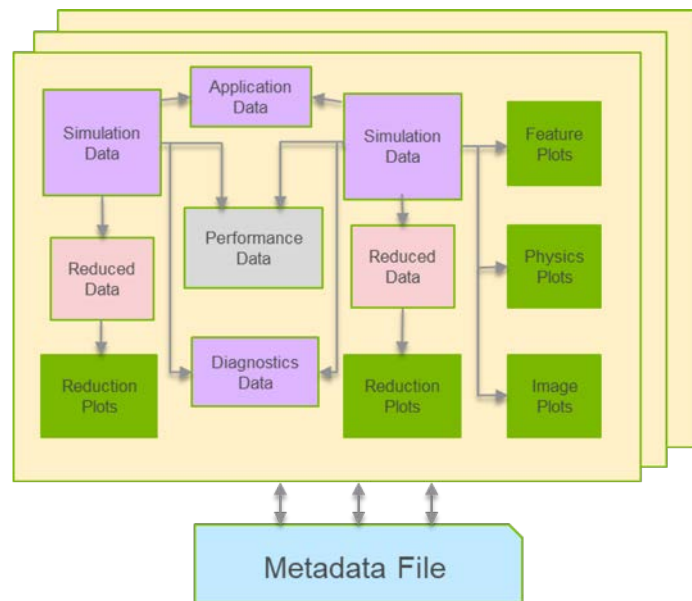 Application
Data
Simulation
Data
Simulation
Data
Feature
Plots
Performance
Data
Reduced
Data
Reduced
Data
Physics
Plots
Diagnostics
Data
Reduction
Plots
Reduction
Plots
Image
Plots
Metadata File